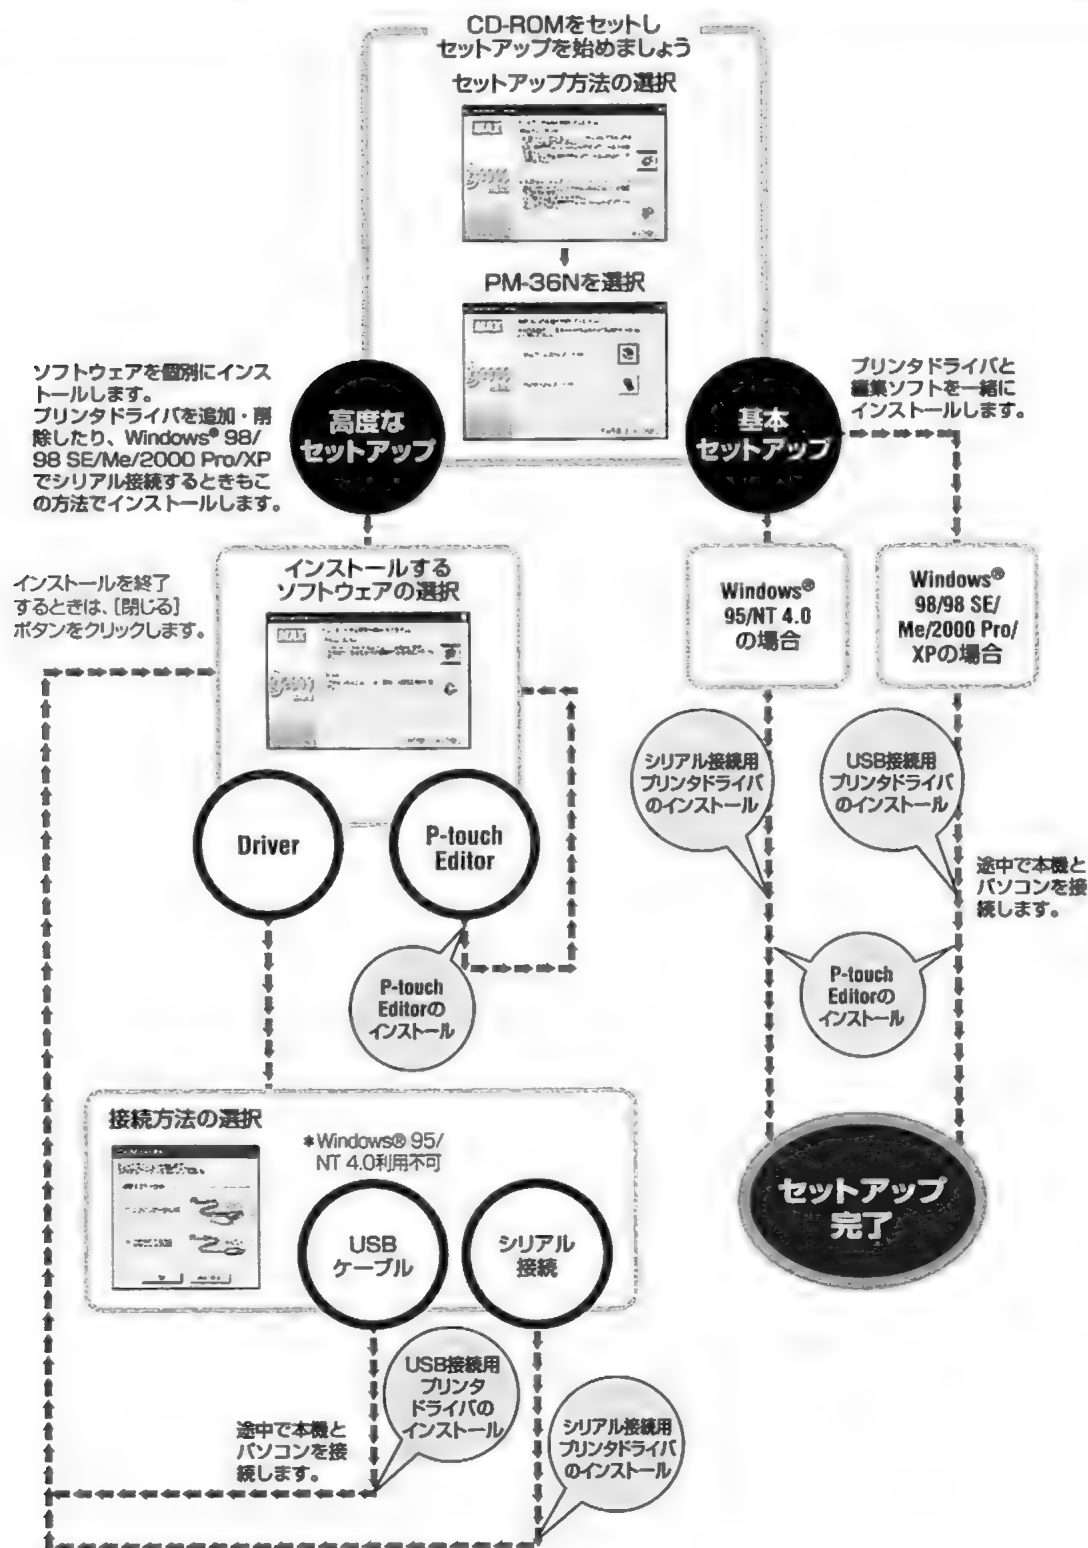 CD-ROMをセットし
セットアップを始めましょう
セットアップ方法の選択
MAX
PM-36Nを選択
MAX
ソフトウェアを個別にインス
トールします。
プリンタドライバを追加・削
除したり、Windows® 98/
98 SE/Me/2000 Pro/XP
でシリアル接続するときもこ
の方法でインストールします。
高度な
セットアップ
基本
セットアップ
プリンタドライバと
編集ソフトを一緒に
インストールします。
インストールを終了
するときは、[閉じる]
ボタンをクリックします。
インストールする
ソフトウェアの選択
MAX
Driver
P-touch
Editor
P-touch
Editorの
インストール
Windows®
95/NT 4.0
の場合
Windows®
98/98 SE/
Me/2000 Pro/
XPの場合
シリアル接続用
プリンタドライバ
のインストール
USB接続用
プリンタドライバ
のインストール
途中で本機と
パソコンを接
続します。
P-touch
Editorの
インストール
接続方法の選択
*Windows® 95/
NT 4.0利用不可
USB
ケーブル
シリアル
接続
セットアップ
完了
USB接続用
プリンタ
ドライバの
インストール
途中で本機と
パソコンを接
続します。
シリアル接続用
プリンタドライバ
のインストール